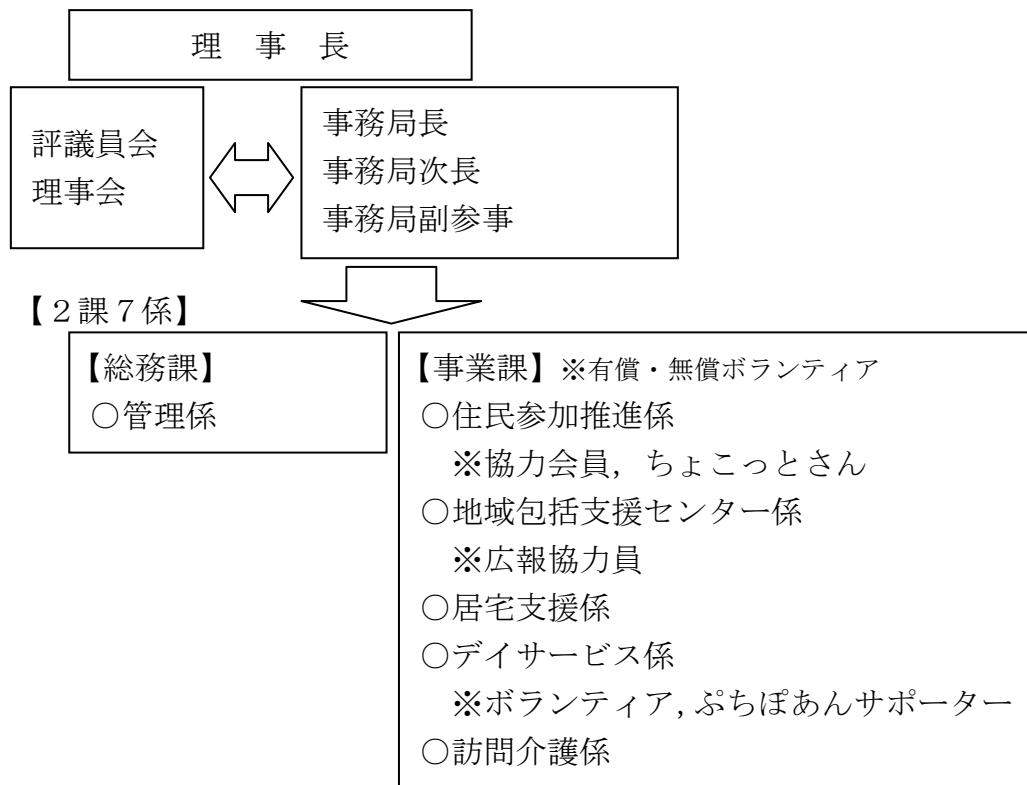 理 事 長
評議員会
理事会
事務局長
事務局次長
事務局副参事
【2課7係】
【総務課】
○管理係
【事業課】※有償・無償ボランティア
○住民参加推進係
※協力会員，ちょこっとさん
○地域包括支援センター係
※広報協力員
○居宅支援係
○デイサービス係
※ボランティア，ぷちぽあんサポーター
○訪問介護係